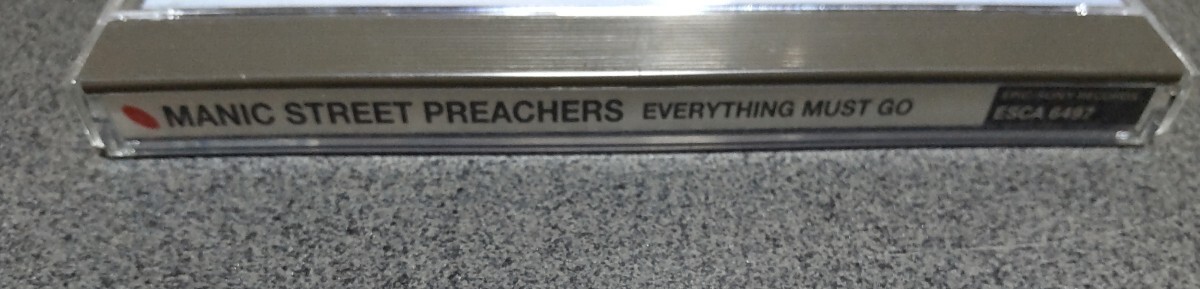 MANIC STREET PREACHERS EVERYTHING MUST GO
EPIC/SONY RECORDS
ESCA 6497